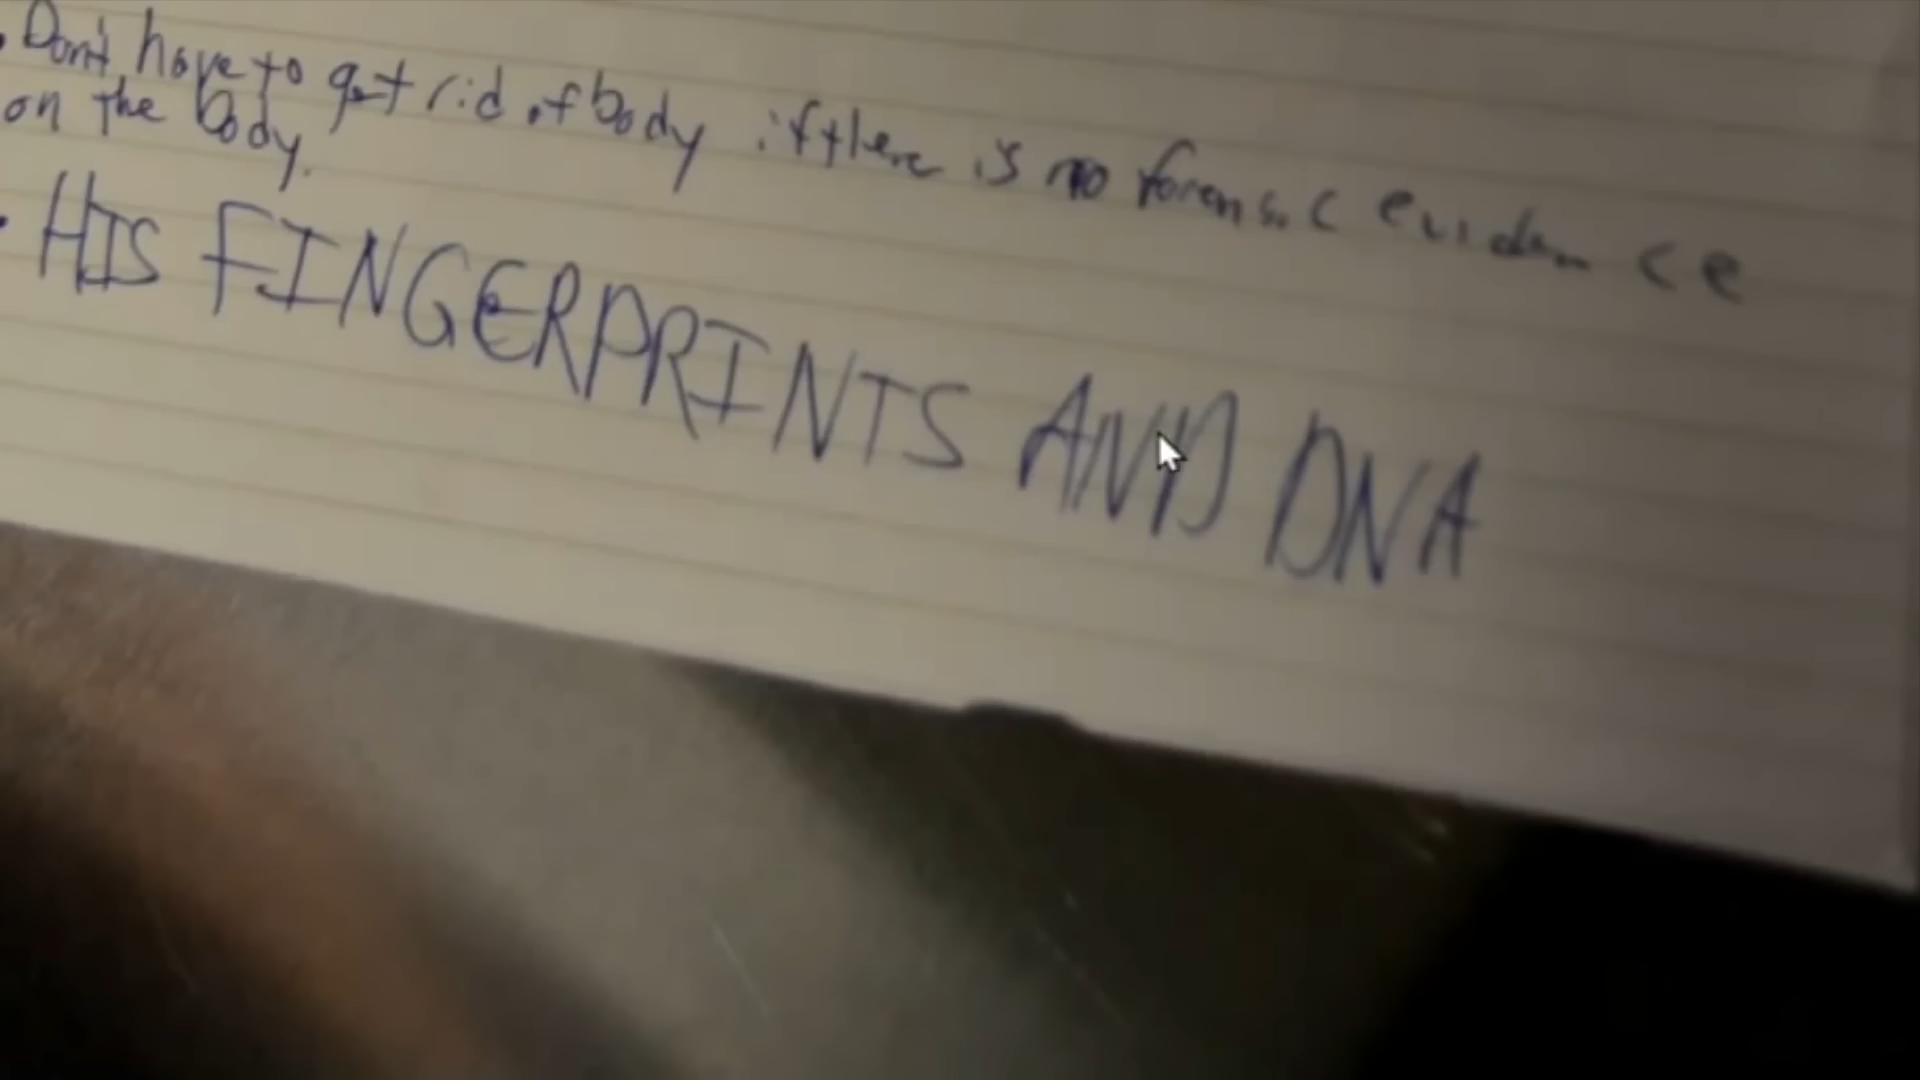 • Don't have to get rid of body if there is no forensic evidence
on the body.
• HIS FINGERPRINTS AND DNA